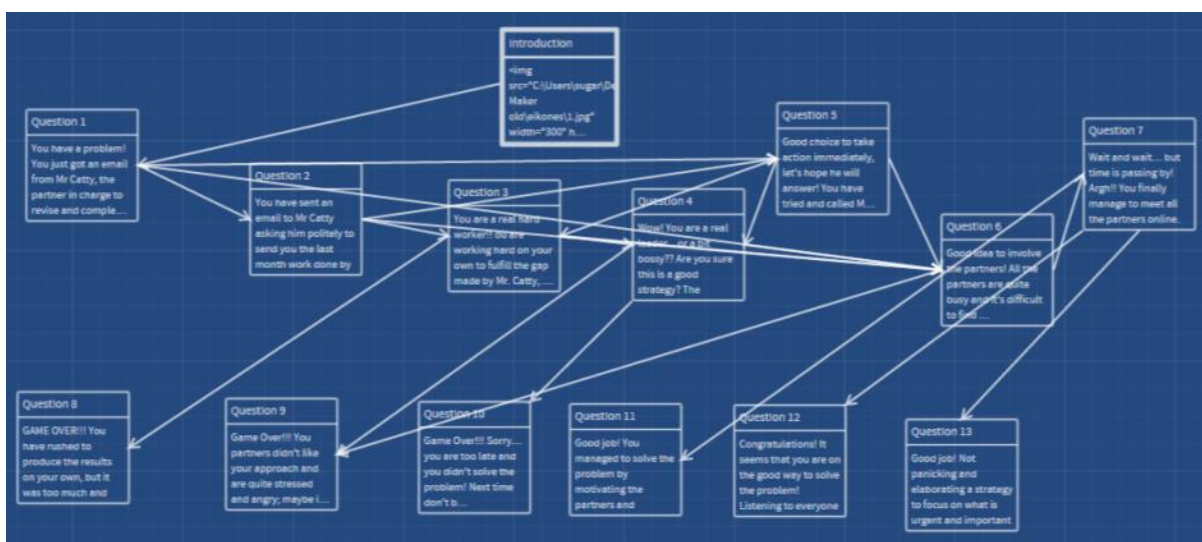 Introduction
<img
src="C:\Users\sugar\De
Maker
old\eikones\1.jpg"
width="300" h....
Question 1
You have a problem!
You just got an email
from Mr Catty, the
partner in charge to
revise and comple....
Question 2
You have sent an
email to Mr Catty
asking him politely to
send you the last
month work done by
Question 3
You are a real hard
worker!! ou are
working hard on your
own to fulfill the gap
made by Mr. Catty, ....
Question 4
Wow! You are a real
leader... or a bit
bossy?? Are you sure
this is a good
strategy? The
Question 5
Good choice to take
action immediately,
let's hope he will
answer! You have
tried and called M....
Question 6
Good idea to involve
the partners! All the
partners are quite
busy and it's difficult
to find ....
Question 7
Wait and wait... but
time is passing by!
Argh!!! You finally
manage to meet all
the partners online.
Question 8
GAME OVER!!! You
have rushed to
produce the results
on your own, but it
was too much and
Question 9
Game Over!!! You
partners didn't like
your approach and
are quite stressed
and angry; maybe i....
Question 10
Game Over!!! Sorry....
you are too late and
you didn't solve the
problem! Next time
don't b....
Question 11
Good job! You
managed to solve the
problem by
motivating the
partners and
Question 12
Congratulations! It
seems that you are on
the good way to solve
the problem!
Listening to everyone
Question 13
Good job! Not
panicking and
elaborating a strategy
to focus on what is
urgent and important